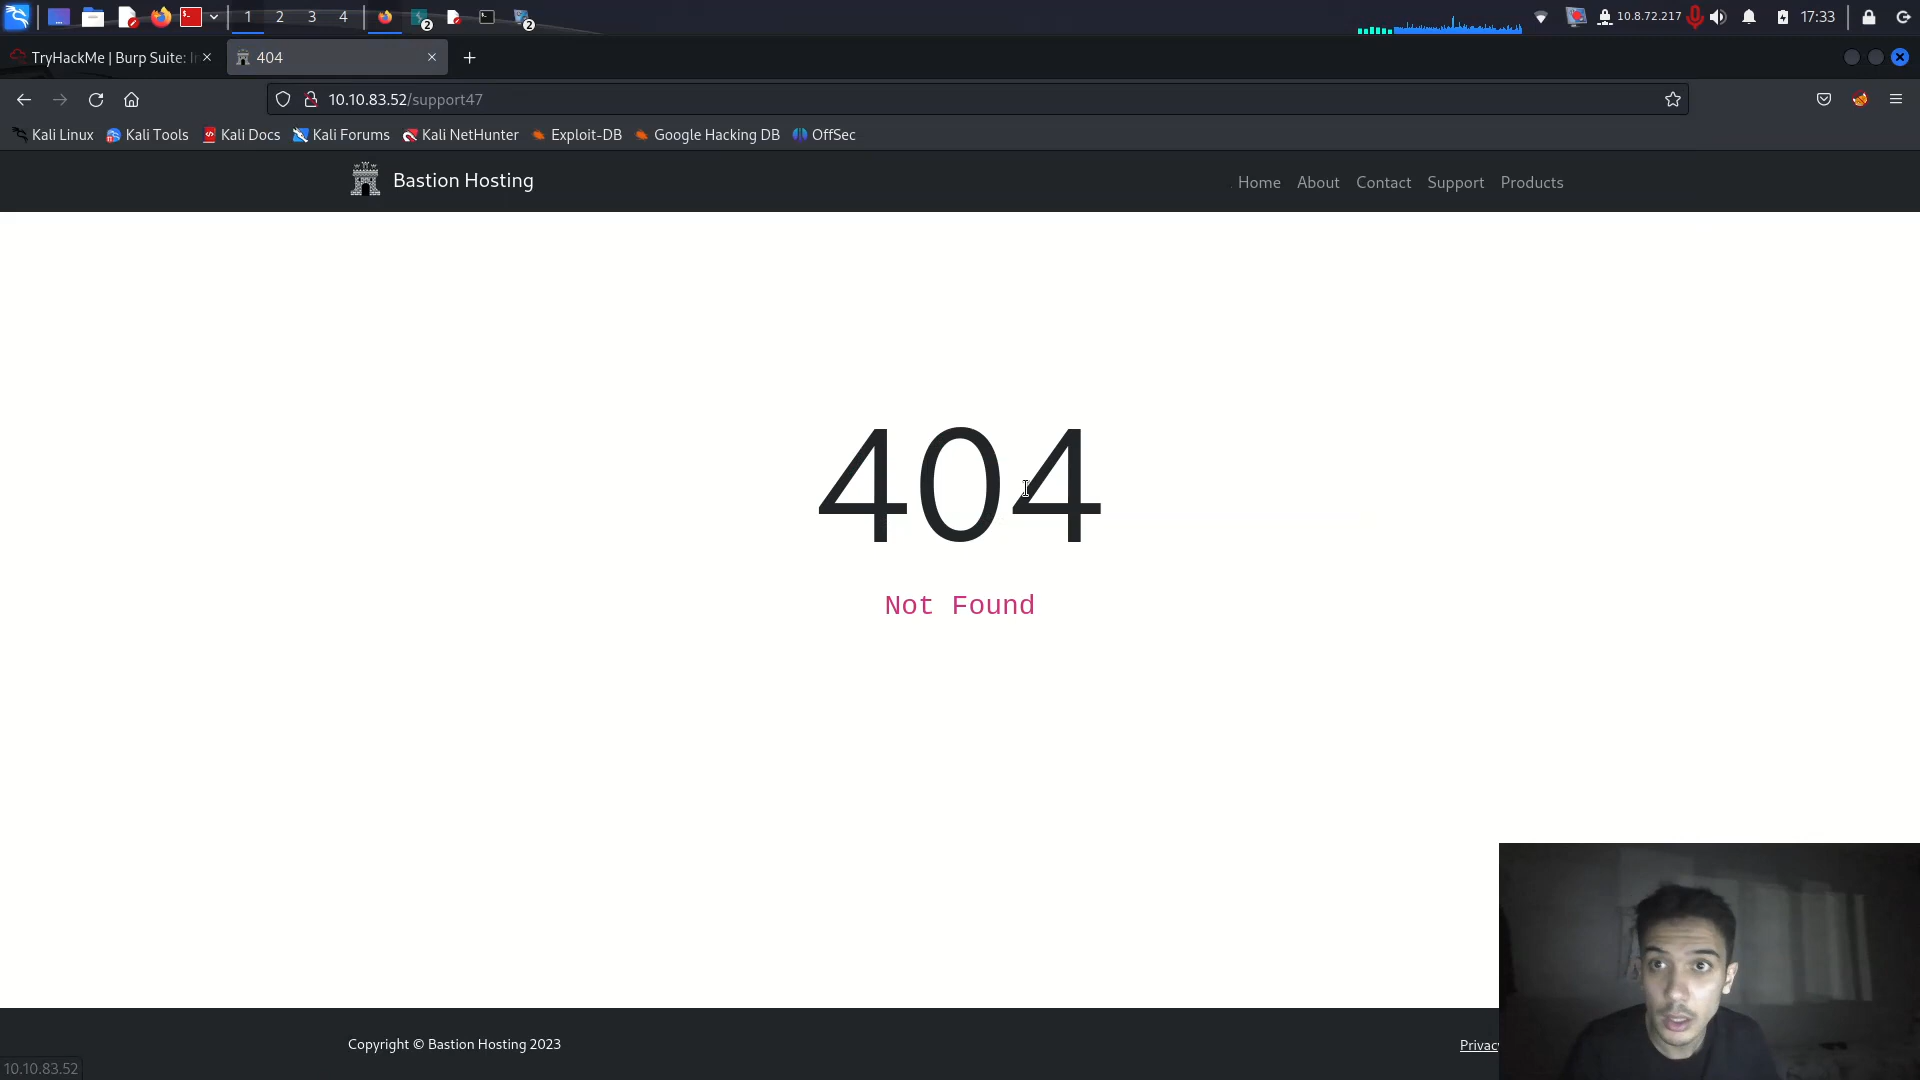 1 2 3 4
2
2
10.8.72.217
17:33
TryHackMe | Burp Suite:
404
10.10.83.52/support47
Kali Linux Kali Tools Kali Docs Kali Forums Kali NetHunter Exploit-DB Google Hacking DB OffSec
Bastion Hosting
Home About Contact Support Products
404
Not Found
Copyright © Bastion Hosting 2023
Privac
10.10.83.52